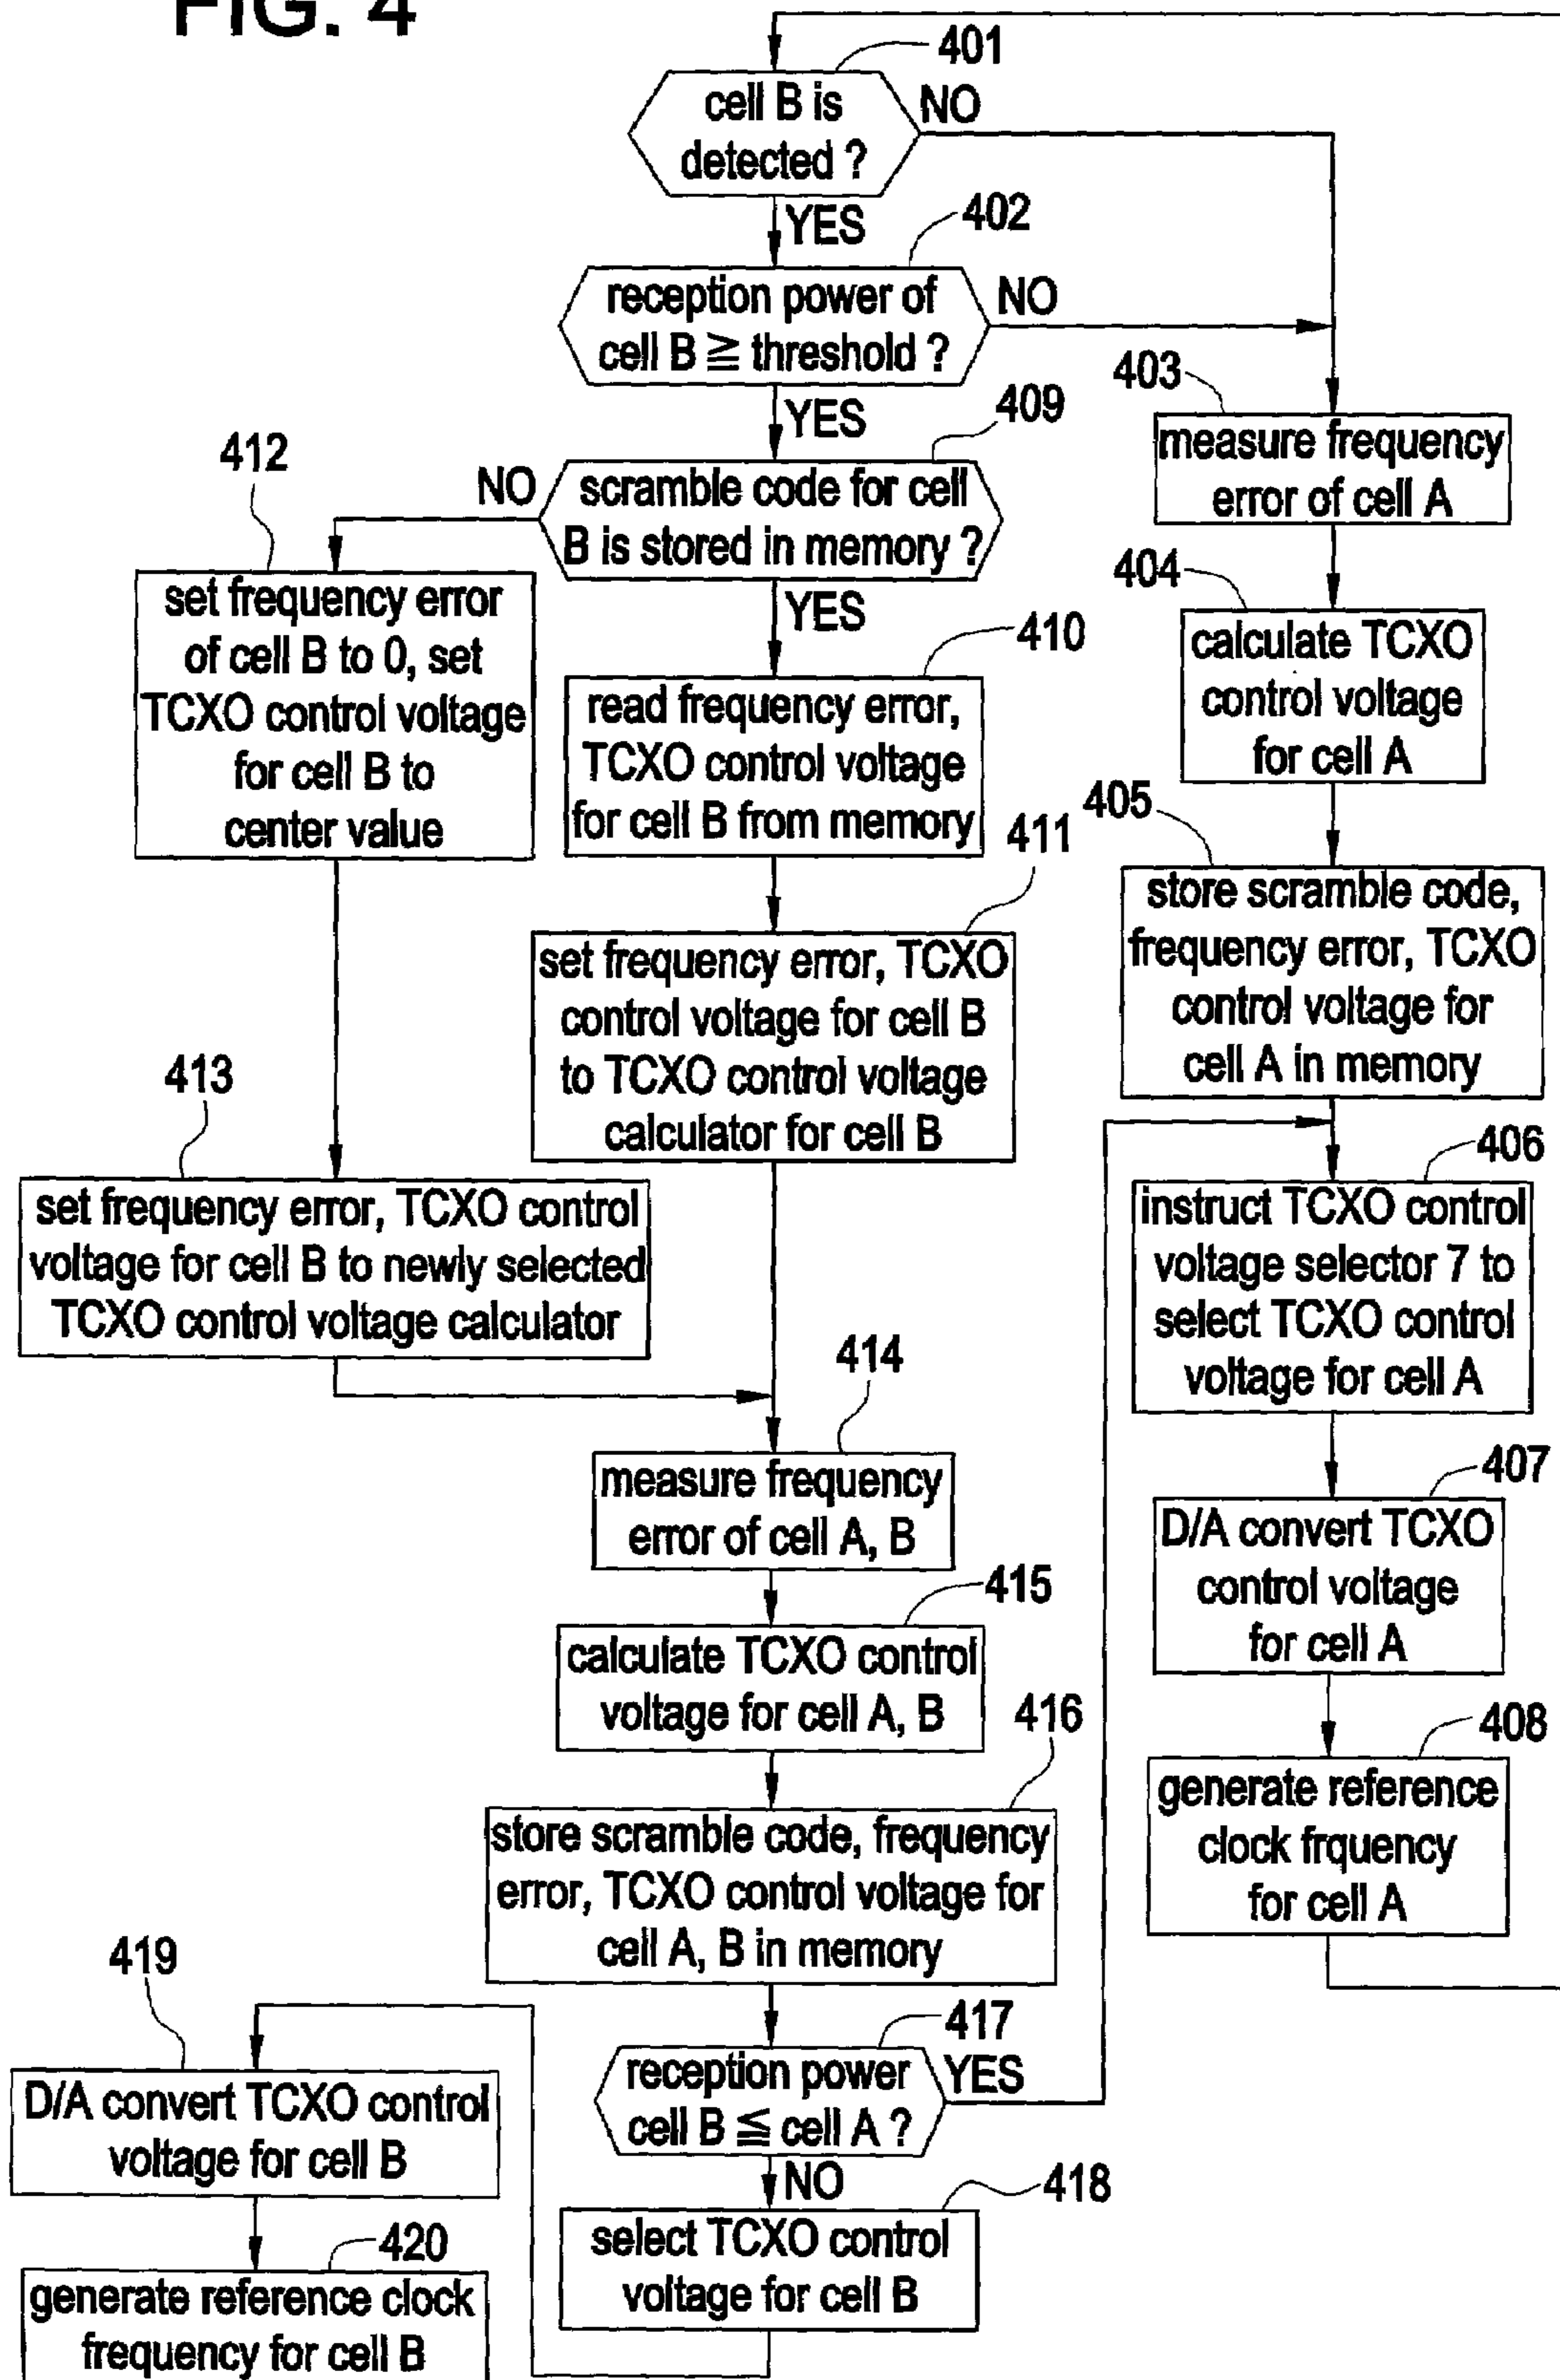 FIG. 4
401
cell B is
detected ?
NO
YES
402
reception power of
cell B ≧ threshold ?
NO
YES
403
measure frequency
error of cell A
409
scramble code for cell
B is stored in memory ?
NO
YES
412
set frequency error
of cell B to 0, set
TCXO control voltage
for cell B to
center value
404
calculate TCXO
control voltage
for cell A
410
read frequency error,
TCXO control voltage
for cell B from memory
405
store scramble code,
frequency error, TCXO
control voltage for
cell A in memory
411
set frequency error, TCXO
control voltage for cell B
to TCXO control voltage
calculator for cell B
413
set frequency error, TCXO control
voltage for cell B to newly selected
TCXO control voltage calculator
406
instruct TCXO control
voltage selector 7 to
select TCXO control
voltage for cell A
414
measure frequency
error of cell A, B
407
D/A convert TCXO
control voltage
for cell A
415
calculate TCXO control
voltage for cell A, B
408
generate reference
clock frquency
for cell A
416
store scramble code, frequency
error, TCXO control voltage for
cell A, B in memory
417
reception power
cell B ≦ cell A ?
YES
NO
418
select TCXO control
voltage for cell B
419
D/A convert TCXO control
voltage for cell B
420
generate reference clock
frequency for cell B